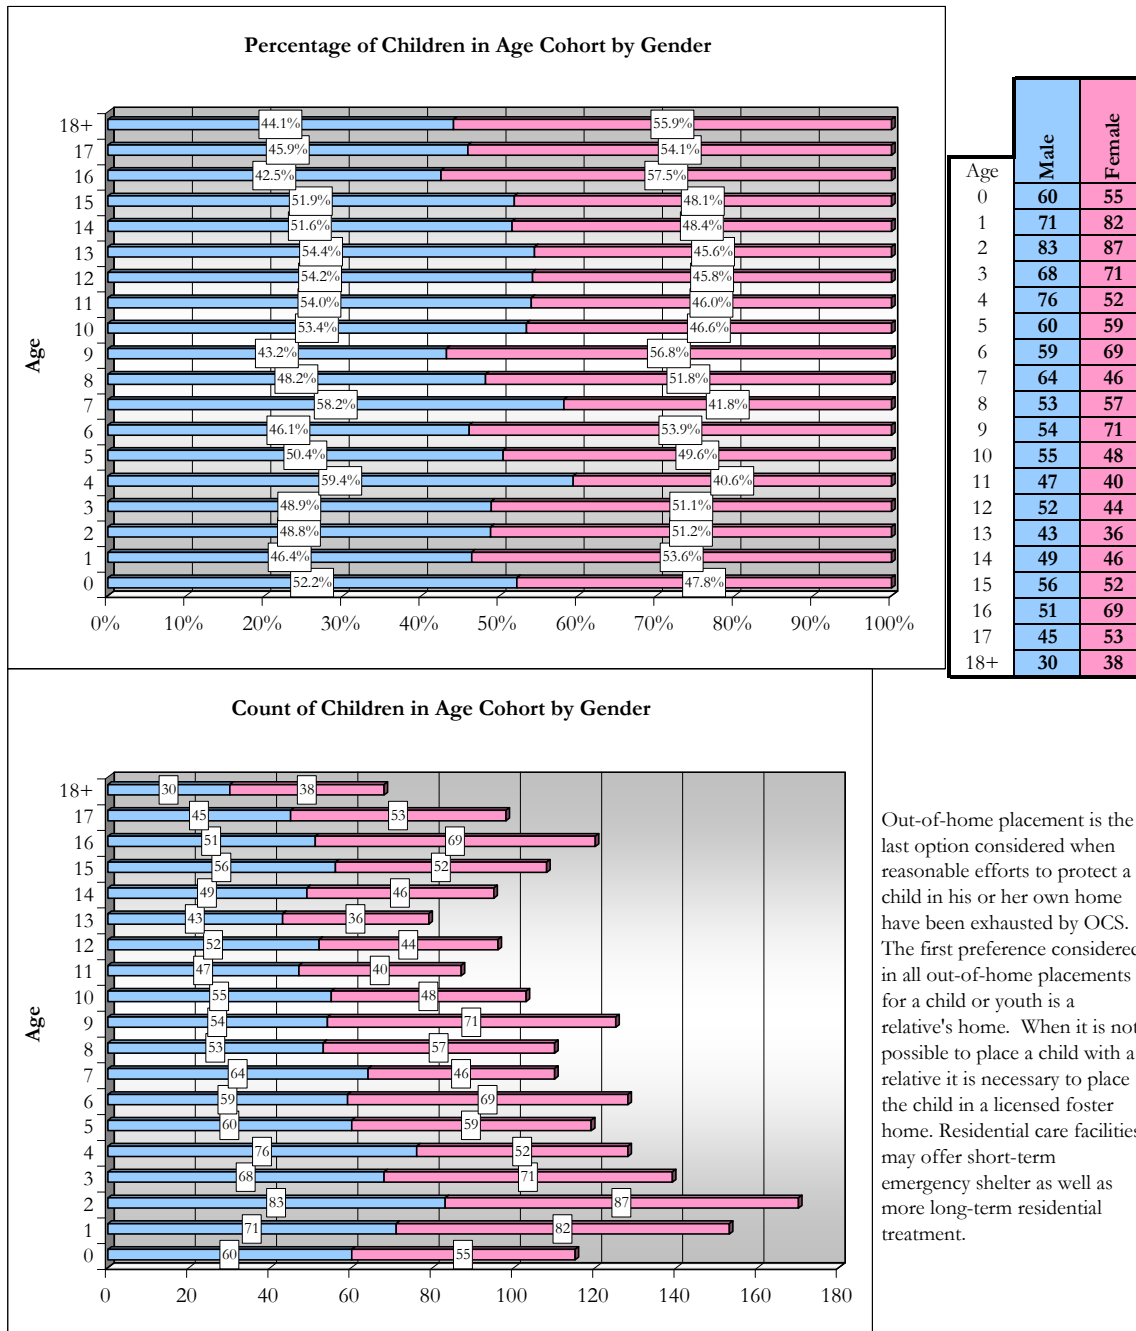 Percentage of Children in Age Cohort by Gender
18+ 44.1% 55.9%
17 45.9% 54.1%
16 42.5% 57.5%
15 51.9% 48.1%
14 51.6% 48.4%
13 54.4% 45.6%
12 54.2% 45.8%
11 54.0% 46.0%
10 53.4% 46.6%
9 43.2% 56.8%
8 48.2% 51.8%
7 58.2% 41.8%
6 46.1% 53.9%
5 50.4% 49.6%
4 59.4% 40.6%
3 48.9% 51.1%
2 48.8% 51.2%
1 46.4% 53.6%
0 52.2% 47.8%
0% 10% 20% 30% 40% 50% 60% 70% 80% 90% 100%
Age
Age Male Female
0 60 55
1 71 82
2 83 87
3 68 71
4 76 52
5 60 59
6 59 69
7 64 46
8 53 57
9 54 71
10 55 48
11 47 40
12 52 44
13 43 36
14 49 46
15 56 52
16 51 69
17 45 53
18+ 30 38
Count of Children in Age Cohort by Gender
18+ 30 38
17 45 53
16 51 69
15 56 52
14 49 46
13 43 36
12 52 44
11 47 40
10 55 48
9 54 71
8 53 57
7 64 46
6 59 69
5 60 59
4 76 52
3 68 71
2 83 87
1 71 82
0 60 55
0 20 40 60 80 100 120 140 160 180
Age
Out-of-home placement is the
last option considered when
reasonable efforts to protect a
child in his or her own home
have been exhausted by OCS.
The first preference considered
in all out-of-home placements
for a child or youth is a
relative's home. When it is not
possible to place a child with a
relative it is necessary to place
the child in a licensed foster
home. Residential care facilities
may offer short-term
emergency shelter as well as
more long-term residential
treatment.